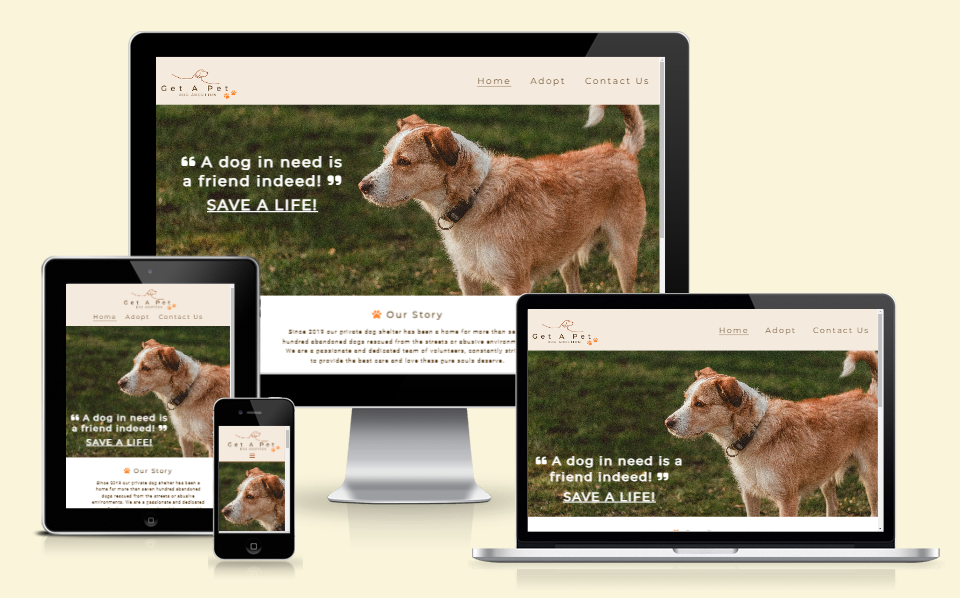 Get A Pet
DOG ADOPTION
Home Adopt Contact Us
❝ A dog in need is
a friend indeed! ❞
SAVE A LIFE!
Our Story
Since 2019 our private dog shelter has been a home for more than se
hundred abandoned dogs rescued from the streets or abusive environm
We are a passionate and dedicated team of volunteers, constantly stri
to provide the best care and love these pure souls deserve.
Get A Pet
Home Adopt Contact Us
❝ A dog in need is
a friend indeed! ❞
SAVE A LIFE!
Our Story
Since 2019 our private dog shelter has been a
home for more than seven hundred abandoned
dogs rescued from the streets or abusive
environments. We are a passionate and dedicated
Get A Pet
Get A Pet
Home Adopt Contact Us
❝ A dog in need is a
friend indeed! ❞
SAVE A LIFE!